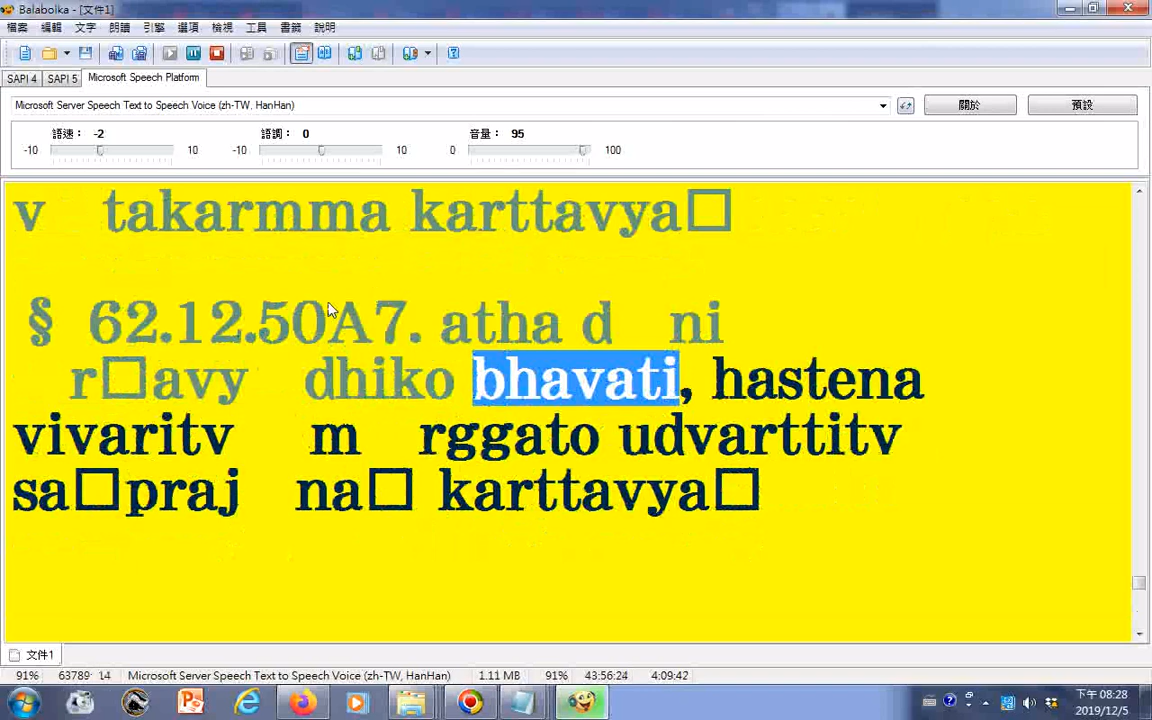 Balabolka - [文件1]
檔案 編輯 文字 朗讀 引擎 選項 檢視 工具 書籤 說明
SAPI 4 SAPI 5 Microsoft Speech Platform
Microsoft Server Speech Text to Speech Voice (zh-TW, HanHan) 關於 預設
語速： -2 語調： 0 音量： 95
-10 10 -10 10 0 100
v takarmma karttavya□
§ 62.12.50A7. atha d ni
r□avy dhiko bhavati, hastena
vivaritv m rggato udvarttitv
sa□praj na□ karttavya□
文件1
91% 63789 14 Microsoft Server Speech Text to Speech Voice (zh-TW, HanHan) 1.11 MB 91% 43:56:24 4:09:42
下午 08:28
2019/12/5